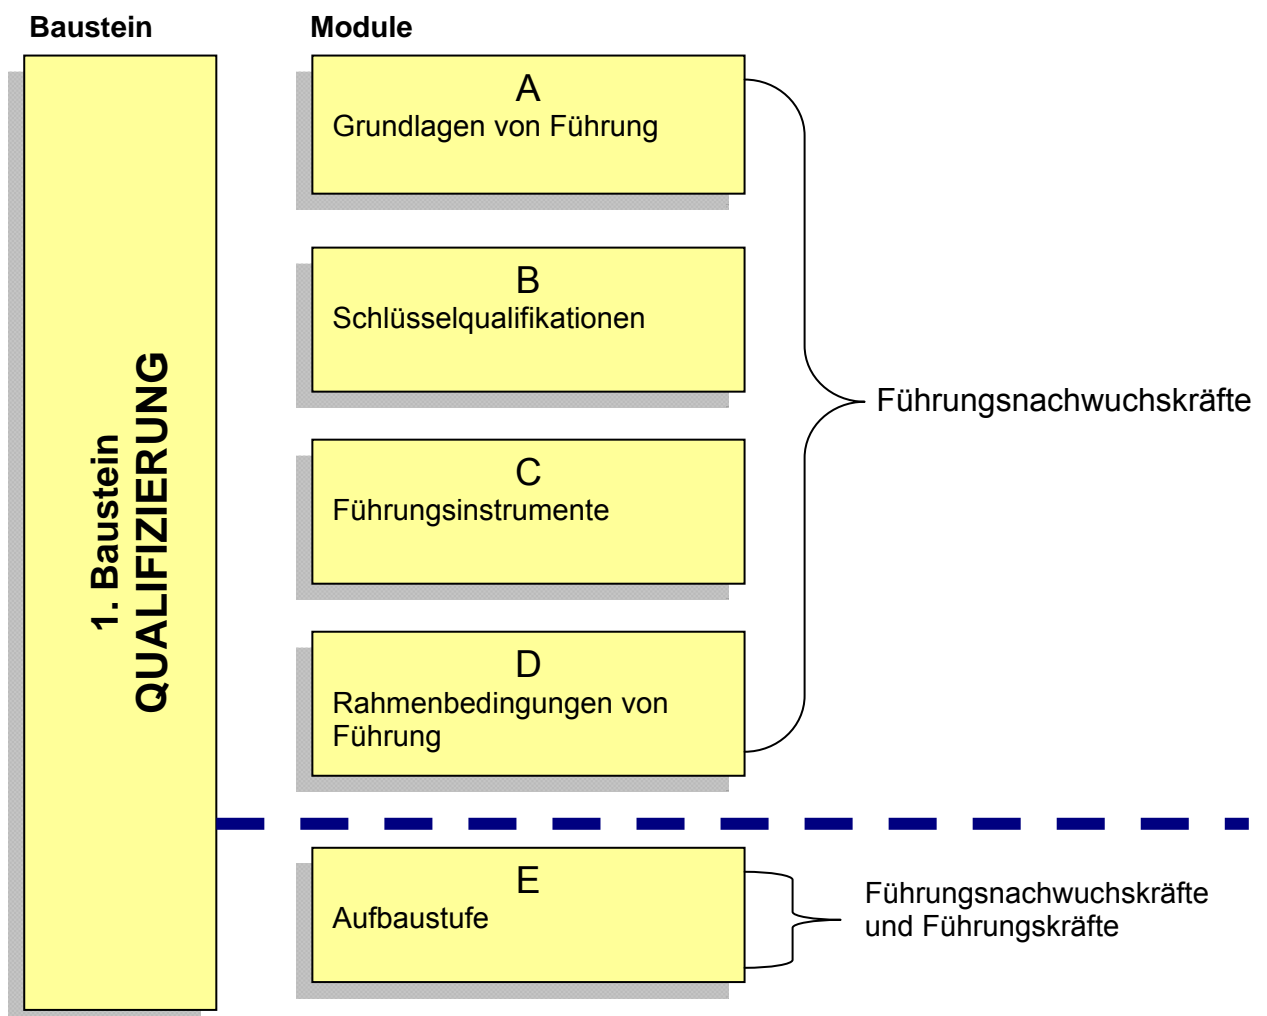 Baustein
Module
1. Baustein
QUALIFIZIERUNG
A
Grundlagen von Führung
B
Schlüsselqualifikationen
C
Führungsinstrumente
D
Rahmenbedingungen von
Führung
Führungsnachwuchskräfte
E
Aufbaustufe
Führungsnachwuchskräfte
und Führungskräfte